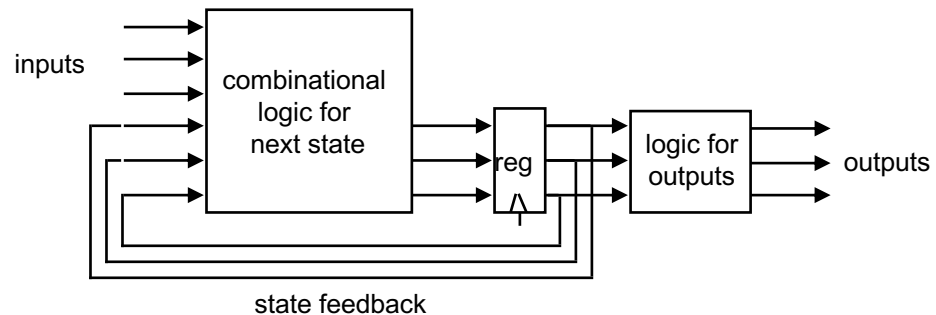 inputs
combinational
logic for
next state
reg
logic for
outputs
outputs
state feedback